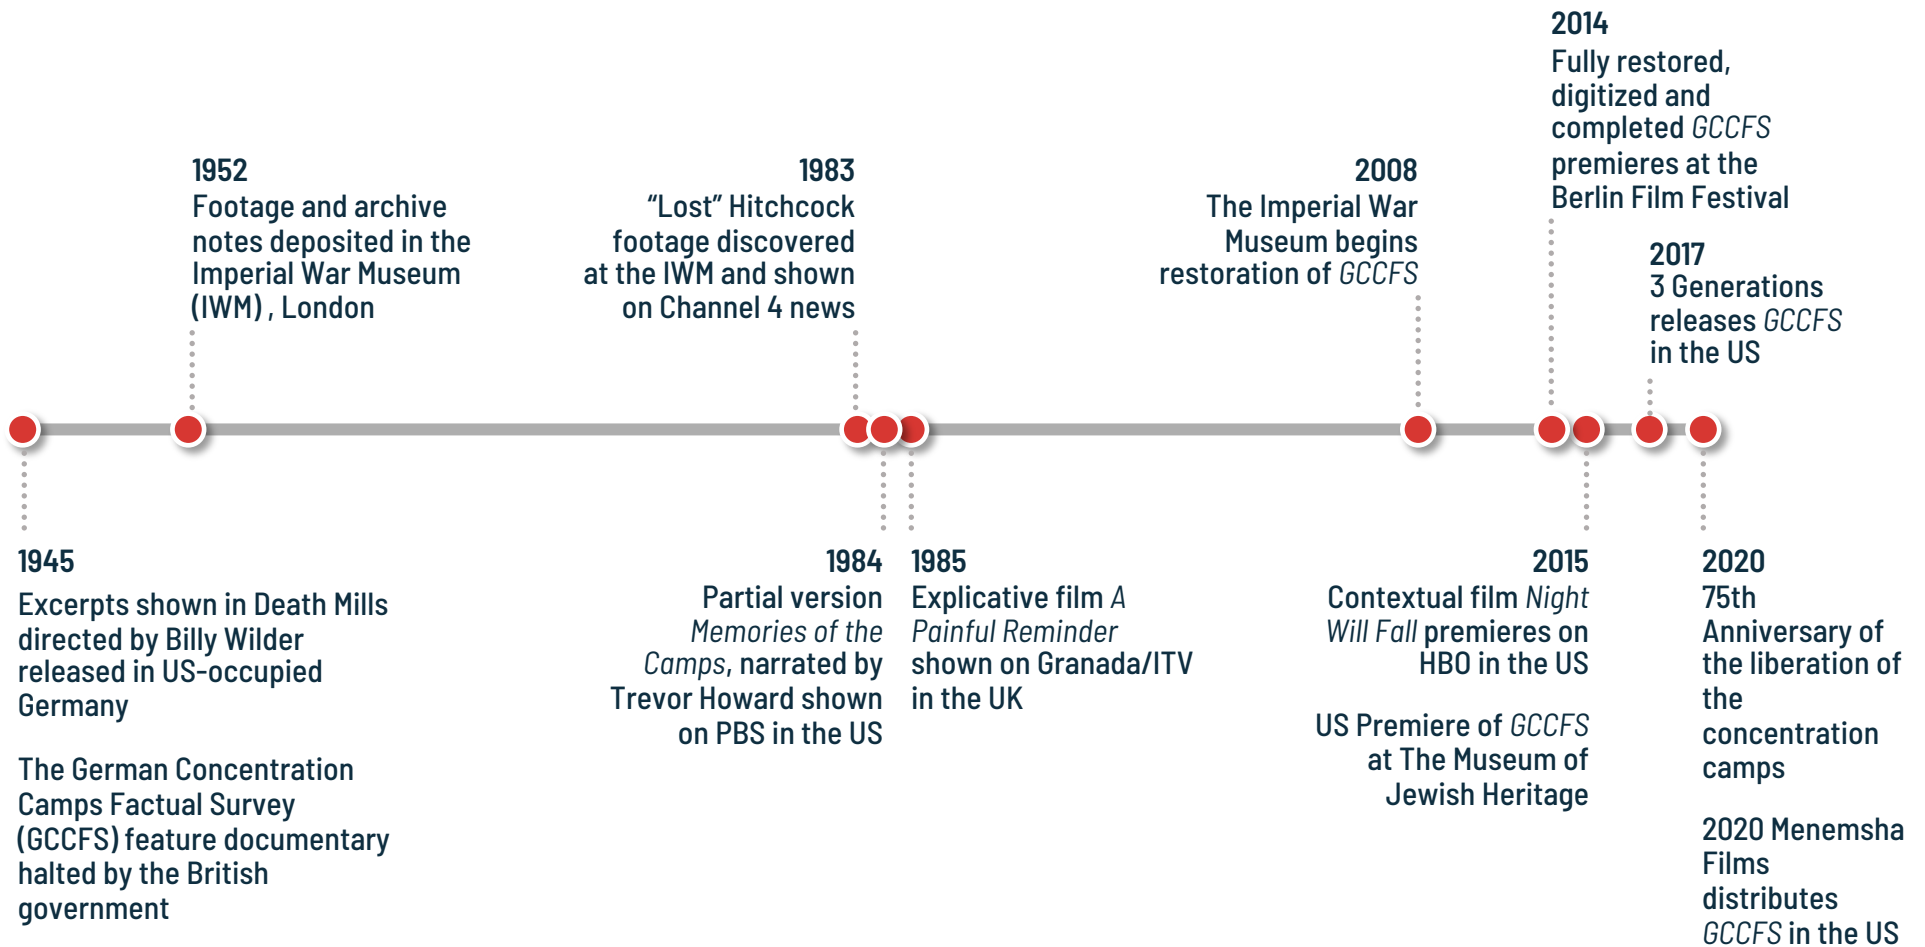 1945
Excerpts shown in Death Mills
directed by Billy Wilder
released in US-occupied
Germany
The German Concentration
Camps Factual Survey
(GCCFS) feature documentary
halted by the British
government
1952
Footage and archive
notes deposited in the
Imperial War Museum
(IWM) , London
1983
“Lost” Hitchcock
footage discovered
at the IWM and shown
on Channel 4 news
1984
Partial version
Memories of the
Camps, narrated by
Trevor Howard shown
on PBS in the US
1985
Explicative film A
Painful Reminder
shown on Granada/ITV
in the UK
2008
The Imperial War
Museum begins
restoration of GCCFS
2014
Fully restored,
digitized and
completed GCCFS
premieres at the
Berlin Film Festival
2015
Contextual film Night
Will Fall premieres on
HBO in the US
US Premiere of GCCFS
at The Museum of
Jewish Heritage
2017
3 Generations
releases GCCFS
in the US
2020
75th
Anniversary of
the liberation of
the
concentration
camps
2020 Menemsha
Films
distributes
GCCFS in the US